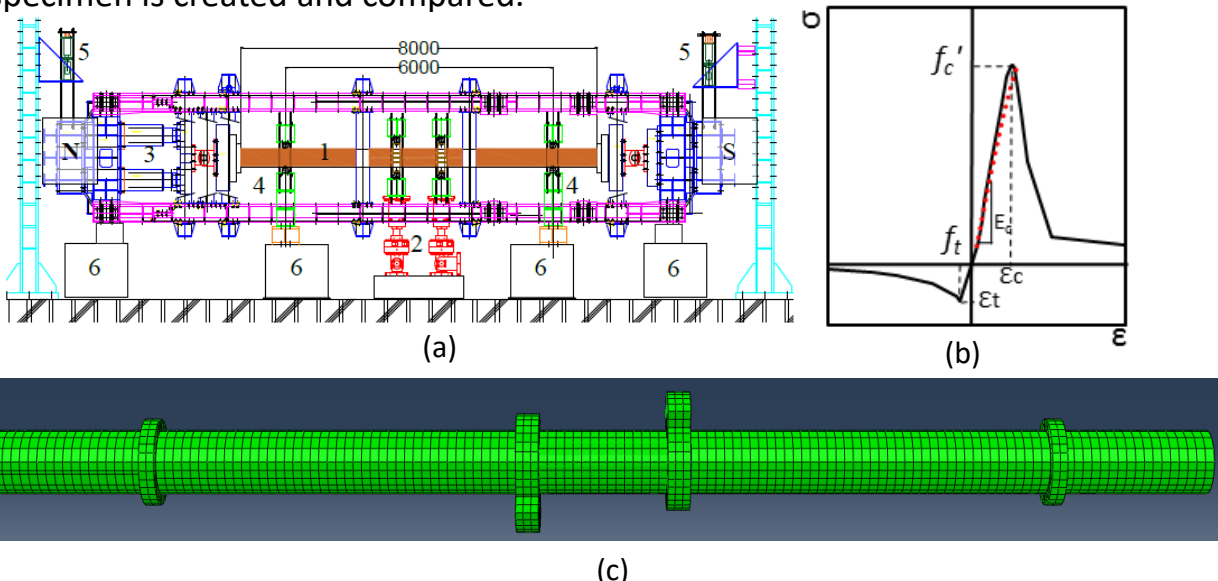 specimen is created and compared.
8000
6000
5
5
N
3
1
S
4
4
2
6
6
6
6
(a)
σ
fc'
ft
Ec
εc
εt
ε
(b)
(c)